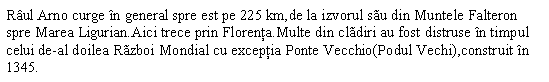 Râul Arno curge în general spre est pe 225 km,de la izvorul său din Muntele Falteron
spre Marea Ligurian.Aici trece prin Florența.Multe din clădiri au fost distruse în timpul
celui de-al doilea Război Mondial cu excepția Ponte Vecchio(Podul Vechi),construit în
1345.